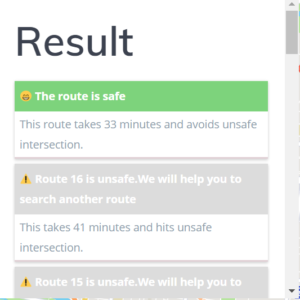 Result
The route is safe
This route takes 33 minutes and avoids unsafe
intersection.
Route 16 is unsafe.We will help you to
search another route
This takes 41 minutes and hits unsafe
intersection.
Route 15 is unsafe.We will help you to